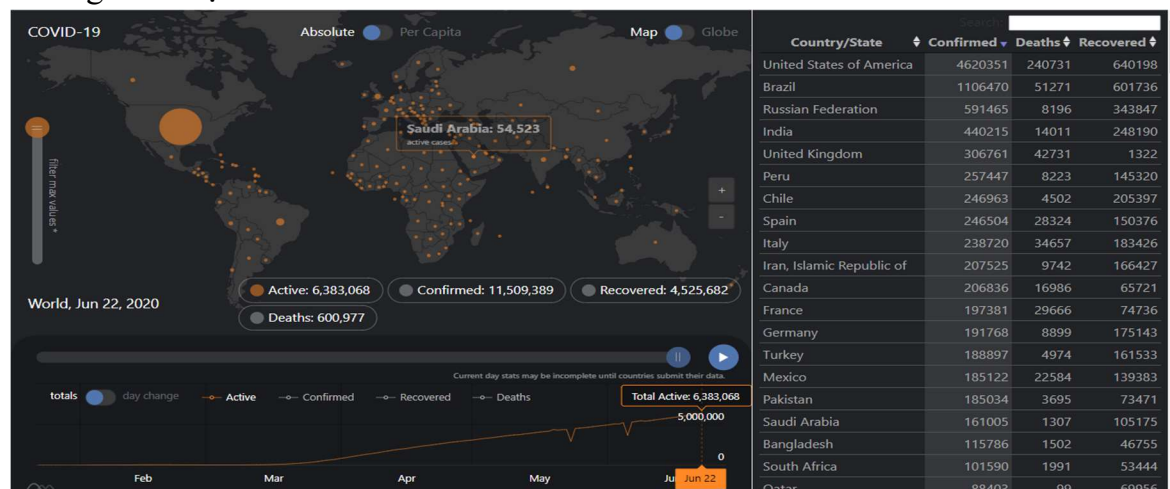 COVID-19
Absolute Per Capita
Map Globe
Saudi Arabia: 54,523
active cases
filter max values *
+
-
World, Jun 22, 2020
Active: 6,383,068 Confirmed: 11,509,389 Recovered: 4,525,682
Deaths: 600,977
Current day stats may be incomplete until countries submit their data.
totals day change Active Confirmed Recovered Deaths
Total Active: 6,383,068
5,000,000
0
Feb Mar Apr May Jun 22
Search:
Country/State Confirmed Deaths Recovered
United States of America 4620351 240731 640198
Brazil 1106470 51271 601736
Russian Federation 591465 8196 343847
India 440215 14011 248190
United Kingdom 306761 42731 1322
Peru 257447 8223 145320
Chile 246963 4502 205397
Spain 246504 28324 150376
Italy 238720 34657 183426
Iran, Islamic Republic of 207525 9742 166427
Canada 206836 16986 65721
France 197381 29666 74736
Germany 191768 8899 175143
Turkey 188897 4974 161533
Mexico 185122 22584 139383
Pakistan 185034 3695 73471
Saudi Arabia 161005 1307 105175
Bangladesh 115786 1502 46755
South Africa 101590 1991 53444
Qatar 88403 99 69956